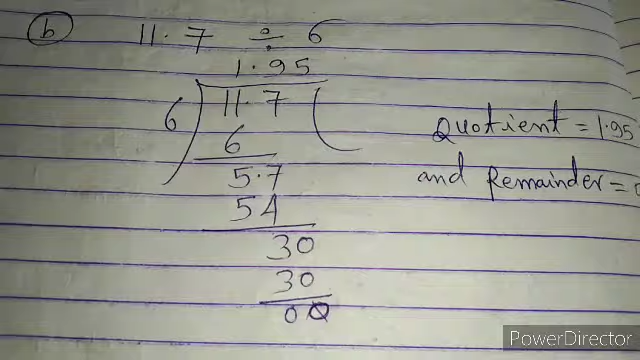 b 11.7 ÷ 6
1.95
6 11.7
6
5.7
54
30
30
00
Quotient = 1.95
and Remainder = 0
PowerDirector